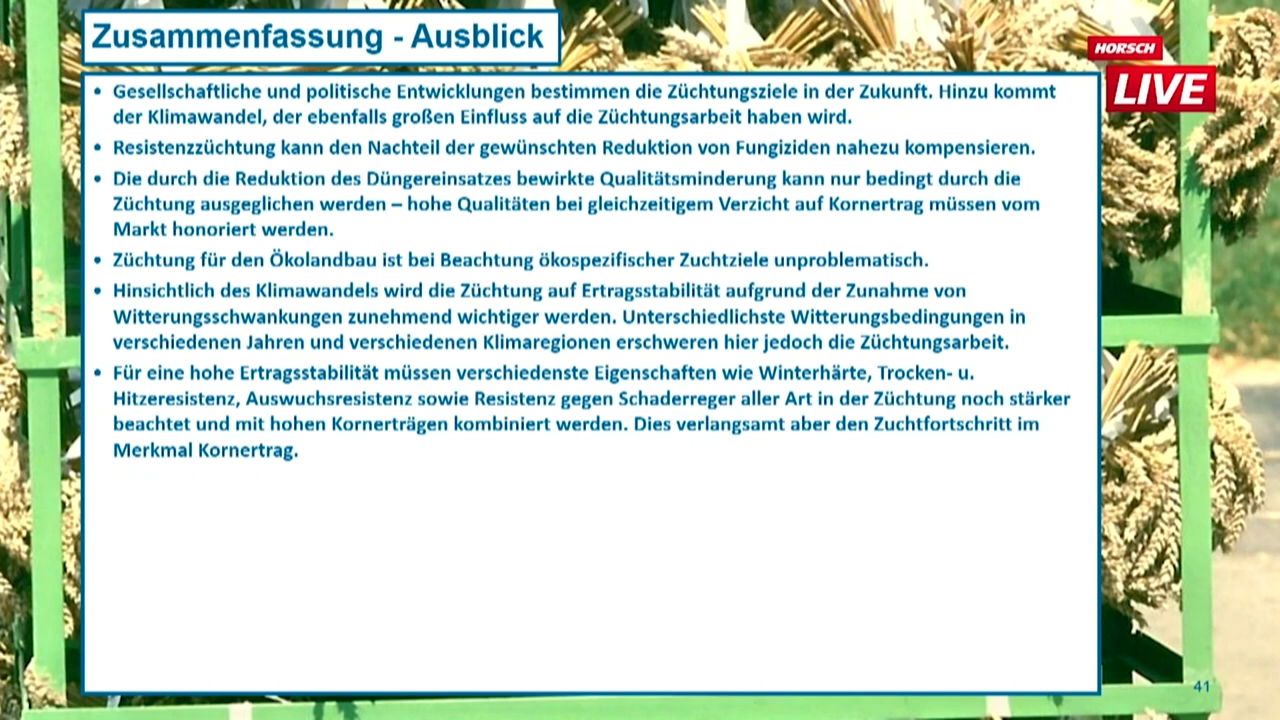 Zusammenfassung - Ausblick
HORSCH
LIVE
• Gesellschaftliche und politische Entwicklungen bestimmen die Züchtungsziele in der Zukunft. Hinzu kommt
der Klimawandel, der ebenfalls großen Einfluss auf die Züchtungsarbeit haben wird.
• Resistenzzüchtung kann den Nachteil der gewünschten Reduktion von Fungiziden nahezu kompensieren.
• Die durch die Reduktion des Düngereinsatzes bewirkte Qualitätsminderung kann nur bedingt durch die
Züchtung ausgeglichen werden – hohe Qualitäten bei gleichzeitigem Verzicht auf Kornertrag müssen vom
Markt honoriert werden.
• Züchtung für den Ökolandbau ist bei Beachtung ökospezifischer Zuchtziele unproblematisch.
• Hinsichtlich des Klimawandels wird die Züchtung auf Ertragsstabilität aufgrund der Zunahme von
Witterungsschwankungen zunehmend wichtiger werden. Unterschiedlichste Witterungsbedingungen in
verschiedenen Jahren und verschiedenen Klimaregionen erschweren hier jedoch die Züchtungsarbeit.
• Für eine hohe Ertragsstabilität müssen verschiedenste Eigenschaften wie Winterhärte, Trocken- u.
Hitzeresistenz, Auswuchsresistenz sowie Resistenz gegen Schaderreger aller Art in der Züchtung noch stärker
beachtet und mit hohen Kornerträgen kombiniert werden. Dies verlangsamt aber den Zuchtfortschritt im
Merkmal Kornertrag.
41